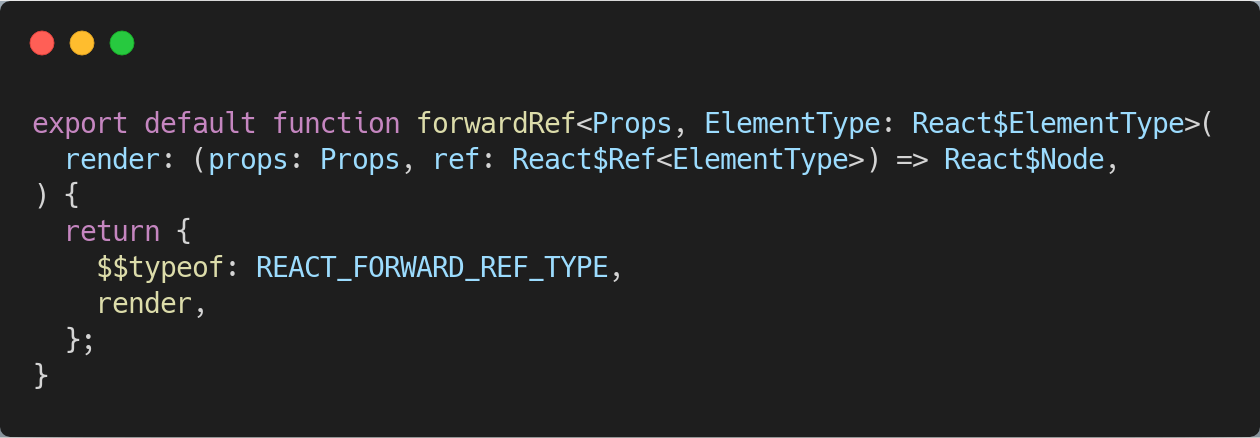 export default function forwardRef<Props, ElementType: React$ElementType>(
  render: (props: Props, ref: React$Ref<ElementType>) => React$Node,
) {
  return {
    $$typeof: REACT_FORWARD_REF_TYPE,
    render,
  };
}